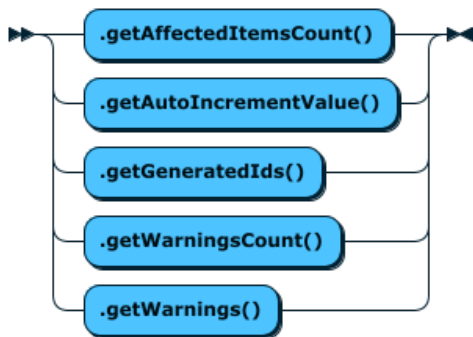 .getAffectedItemsCount()
.getAutoIncrementValue()
.getGeneratedIds()
.getWarningsCount()
.getWarnings()